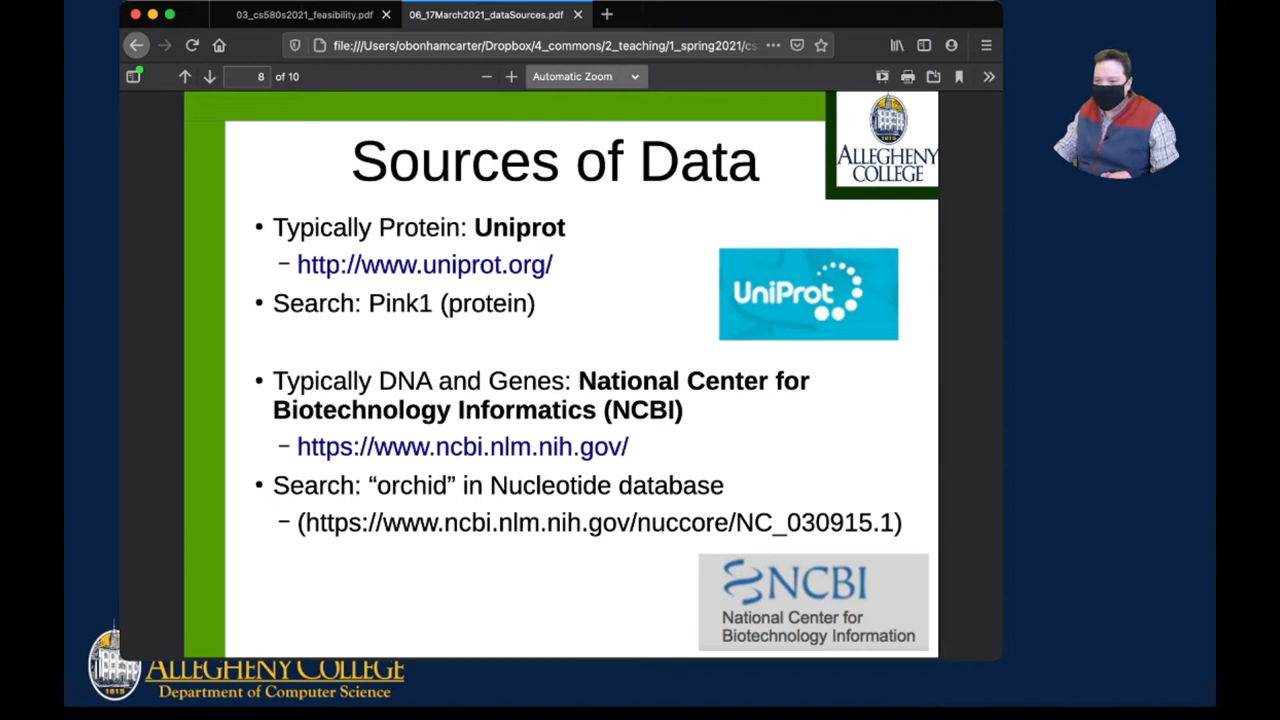 03_cs580s2021_feasibility.pdf
06_17March2021_dataSources.pdf
file:///Users/obonhamcarter/Dropbox/4_commons/2_teaching/1_spring2021/cs
8 of 10
Automatic Zoom
Sources of Data
1815
ALLEGHENY
COLLEGE
• Typically Protein: Uniprot
– http://www.uniprot.org/
• Search: Pink1 (protein)
UniProt
• Typically DNA and Genes: National Center for
Biotechnology Informatics (NCBI)
– https://www.ncbi.nlm.nih.gov/
• Search: “orchid” in Nucleotide database
– (https://www.ncbi.nlm.nih.gov/nuccore/NC_030915.1)
NCBI
National Center for
Biotechnology Information
1815
ALLEGHENY COLLEGE
Department of Computer Science